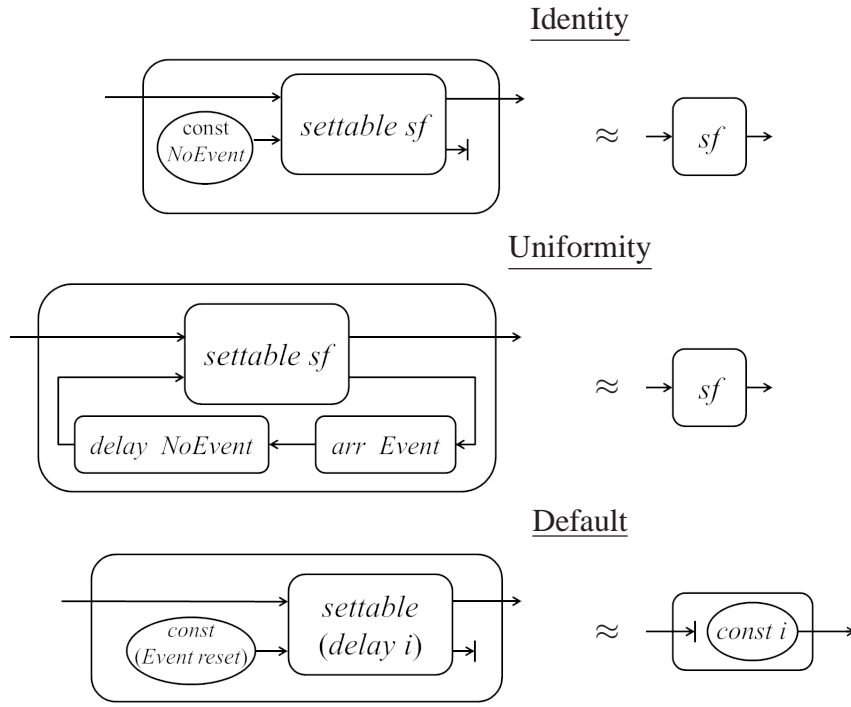 Identity
const
NoEvent
settable sf
≈
sf
Uniformity
settable sf
delay NoEvent
arr Event
≈
sf
Default
const
(Event reset)
settable
(delay i)
≈
const i